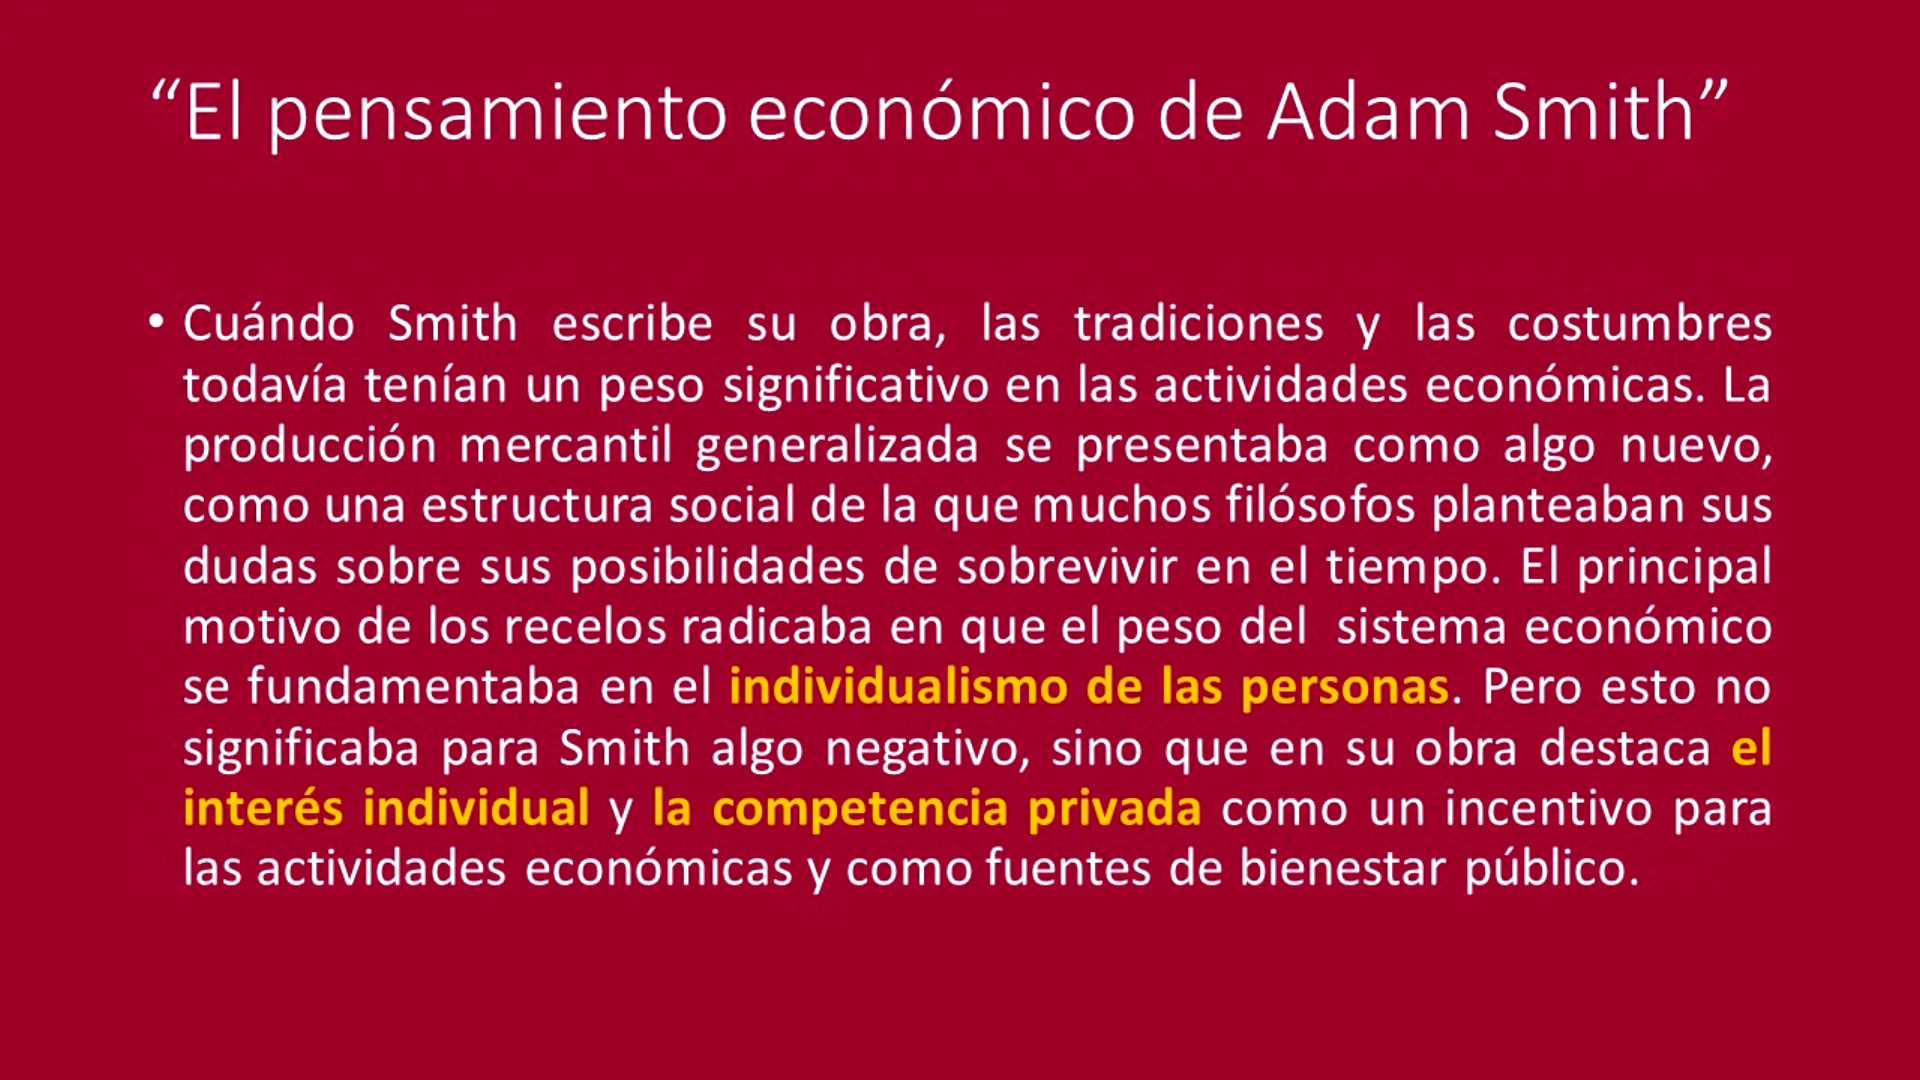 “El pensamiento económico de Adam Smith”
• Cuándo Smith escribe su obra, las tradiciones y las costumbres
todavía tenían un peso significativo en las actividades económicas. La
producción mercantil generalizada se presentaba como algo nuevo,
como una estructura social de la que muchos filósofos planteaban sus
dudas sobre sus posibilidades de sobrevivir en el tiempo. El principal
motivo de los recelos radicaba en que el peso del sistema económico
se fundamentaba en el individualismo de las personas. Pero esto no
significaba para Smith algo negativo, sino que en su obra destaca el
interés individual y la competencia privada como un incentivo para
las actividades económicas y como fuentes de bienestar público.